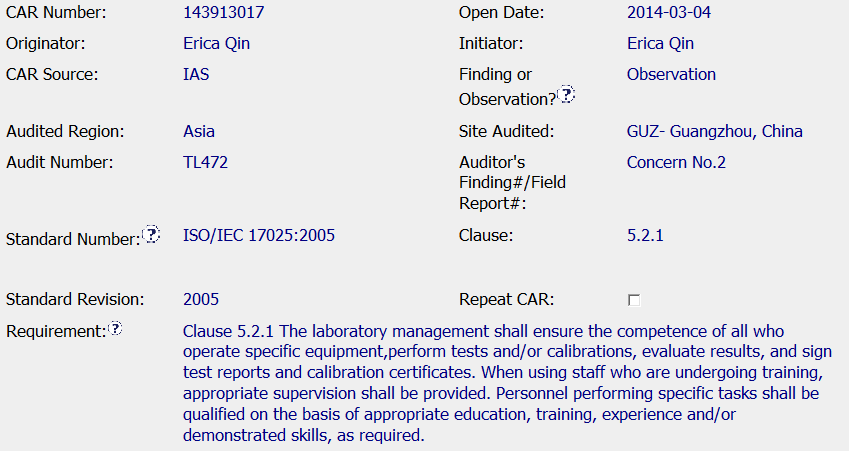 CAR Number: 143913017 Open Date: 2014-03-04
Originator: Erica Qin Initiator: Erica Qin
CAR Source: IAS Finding or Observation? Observation
Audited Region: Asia Site Audited: GUZ- Guangzhou, China
Audit Number: TL472 Auditor's Finding#/Field Report#: Concern No.2
Standard Number: ? ISO/IEC 17025:2005 Clause: 5.2.1
Standard Revision: 2005 Repeat CAR:
Requirement: ? Clause 5.2.1 The laboratory management shall ensure the competence of all who
operate specific equipment,perform tests and/or calibrations, evaluate results, and sign
test reports and calibration certificates. When using staff who are undergoing training,
appropriate supervision shall be provided. Personnel performing specific tasks shall be
qualified on the basis of appropriate education, training, experience and/or
demonstrated skills, as required.